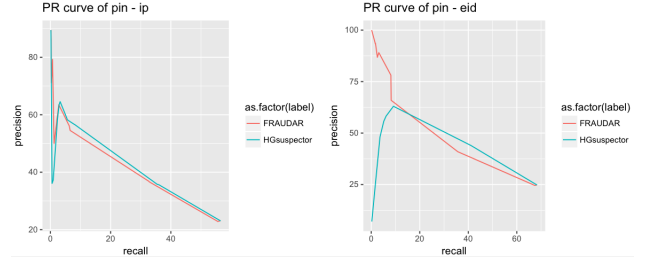 PR curve of pin - ip
precision
80
60
40
20
0
20
40
recall
as.factor(label)
FRAUDAR
HGsuspector
PR curve of pin - eid
precision
100
75
50
25
0
20
40
60
recall
as.factor(label)
FRAUDAR
HGsuspector